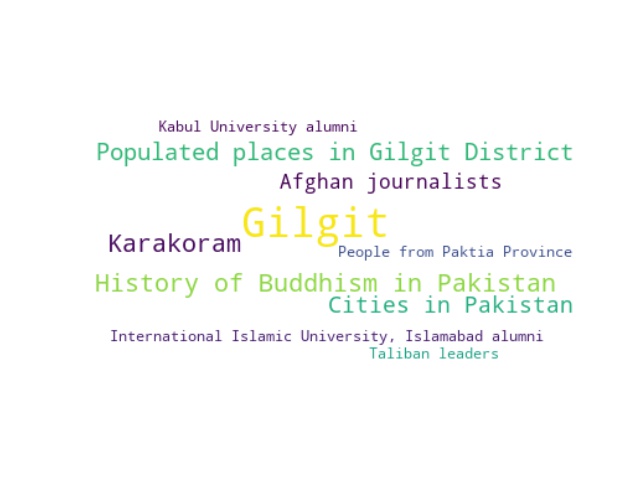 Kabul University alumni
Populated places in Gilgit District
Afghan journalists
Gilgit
Karakoram
People from Paktia Province
History of Buddhism in Pakistan
Cities in Pakistan
International Islamic University, Islamabad alumni
Taliban leaders